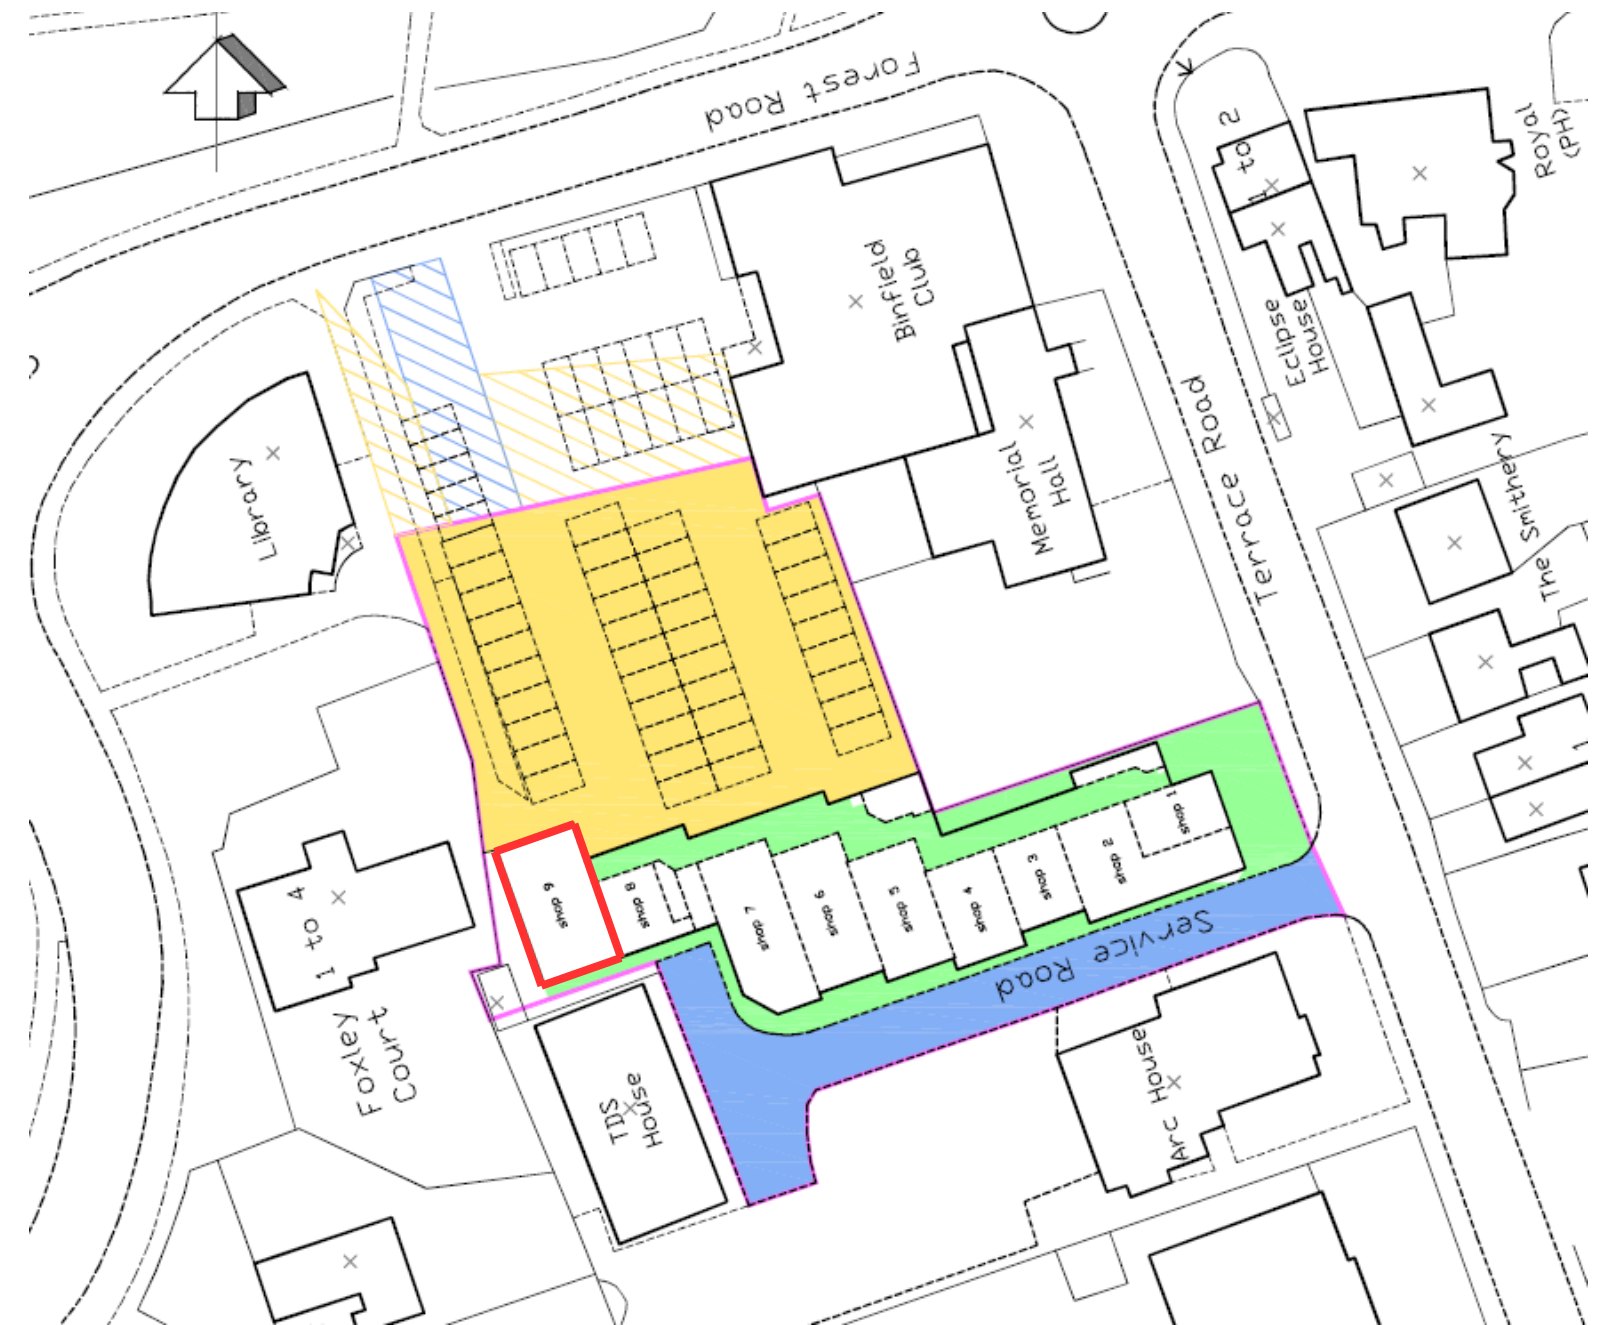 Forest Road
1 to 2
Royal
(PH)
Binfield
Club
Eclipse
House
Library
Memorial
Hall
Terrace Road
The Smithery
1
shop 1
shop 2
shop 3
shop 4
shop 5
shop 6
shop 7
shop 8
shop 9
Service Road
1 to 4
Foxley
Court
TDS
House
Arc House